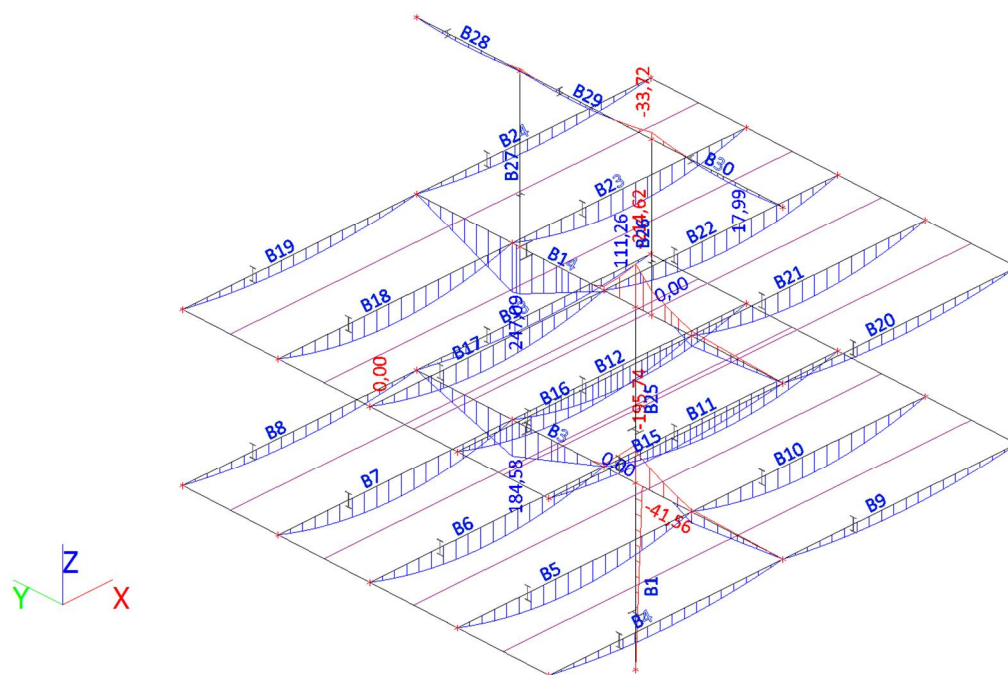 B28
B29
-33,72
B24
B27
B30
B23
17,99
-214,62
111,26
B26
B22
B19
B14
B21
0,00
B18
247,09
B20
B17
0,00
B12
-195,74
B25
B16
B11
B8
B3
B15
0,00
B10
B7
184,58
-41,56
B9
B6
B5
B1
B4
Z
Y
X